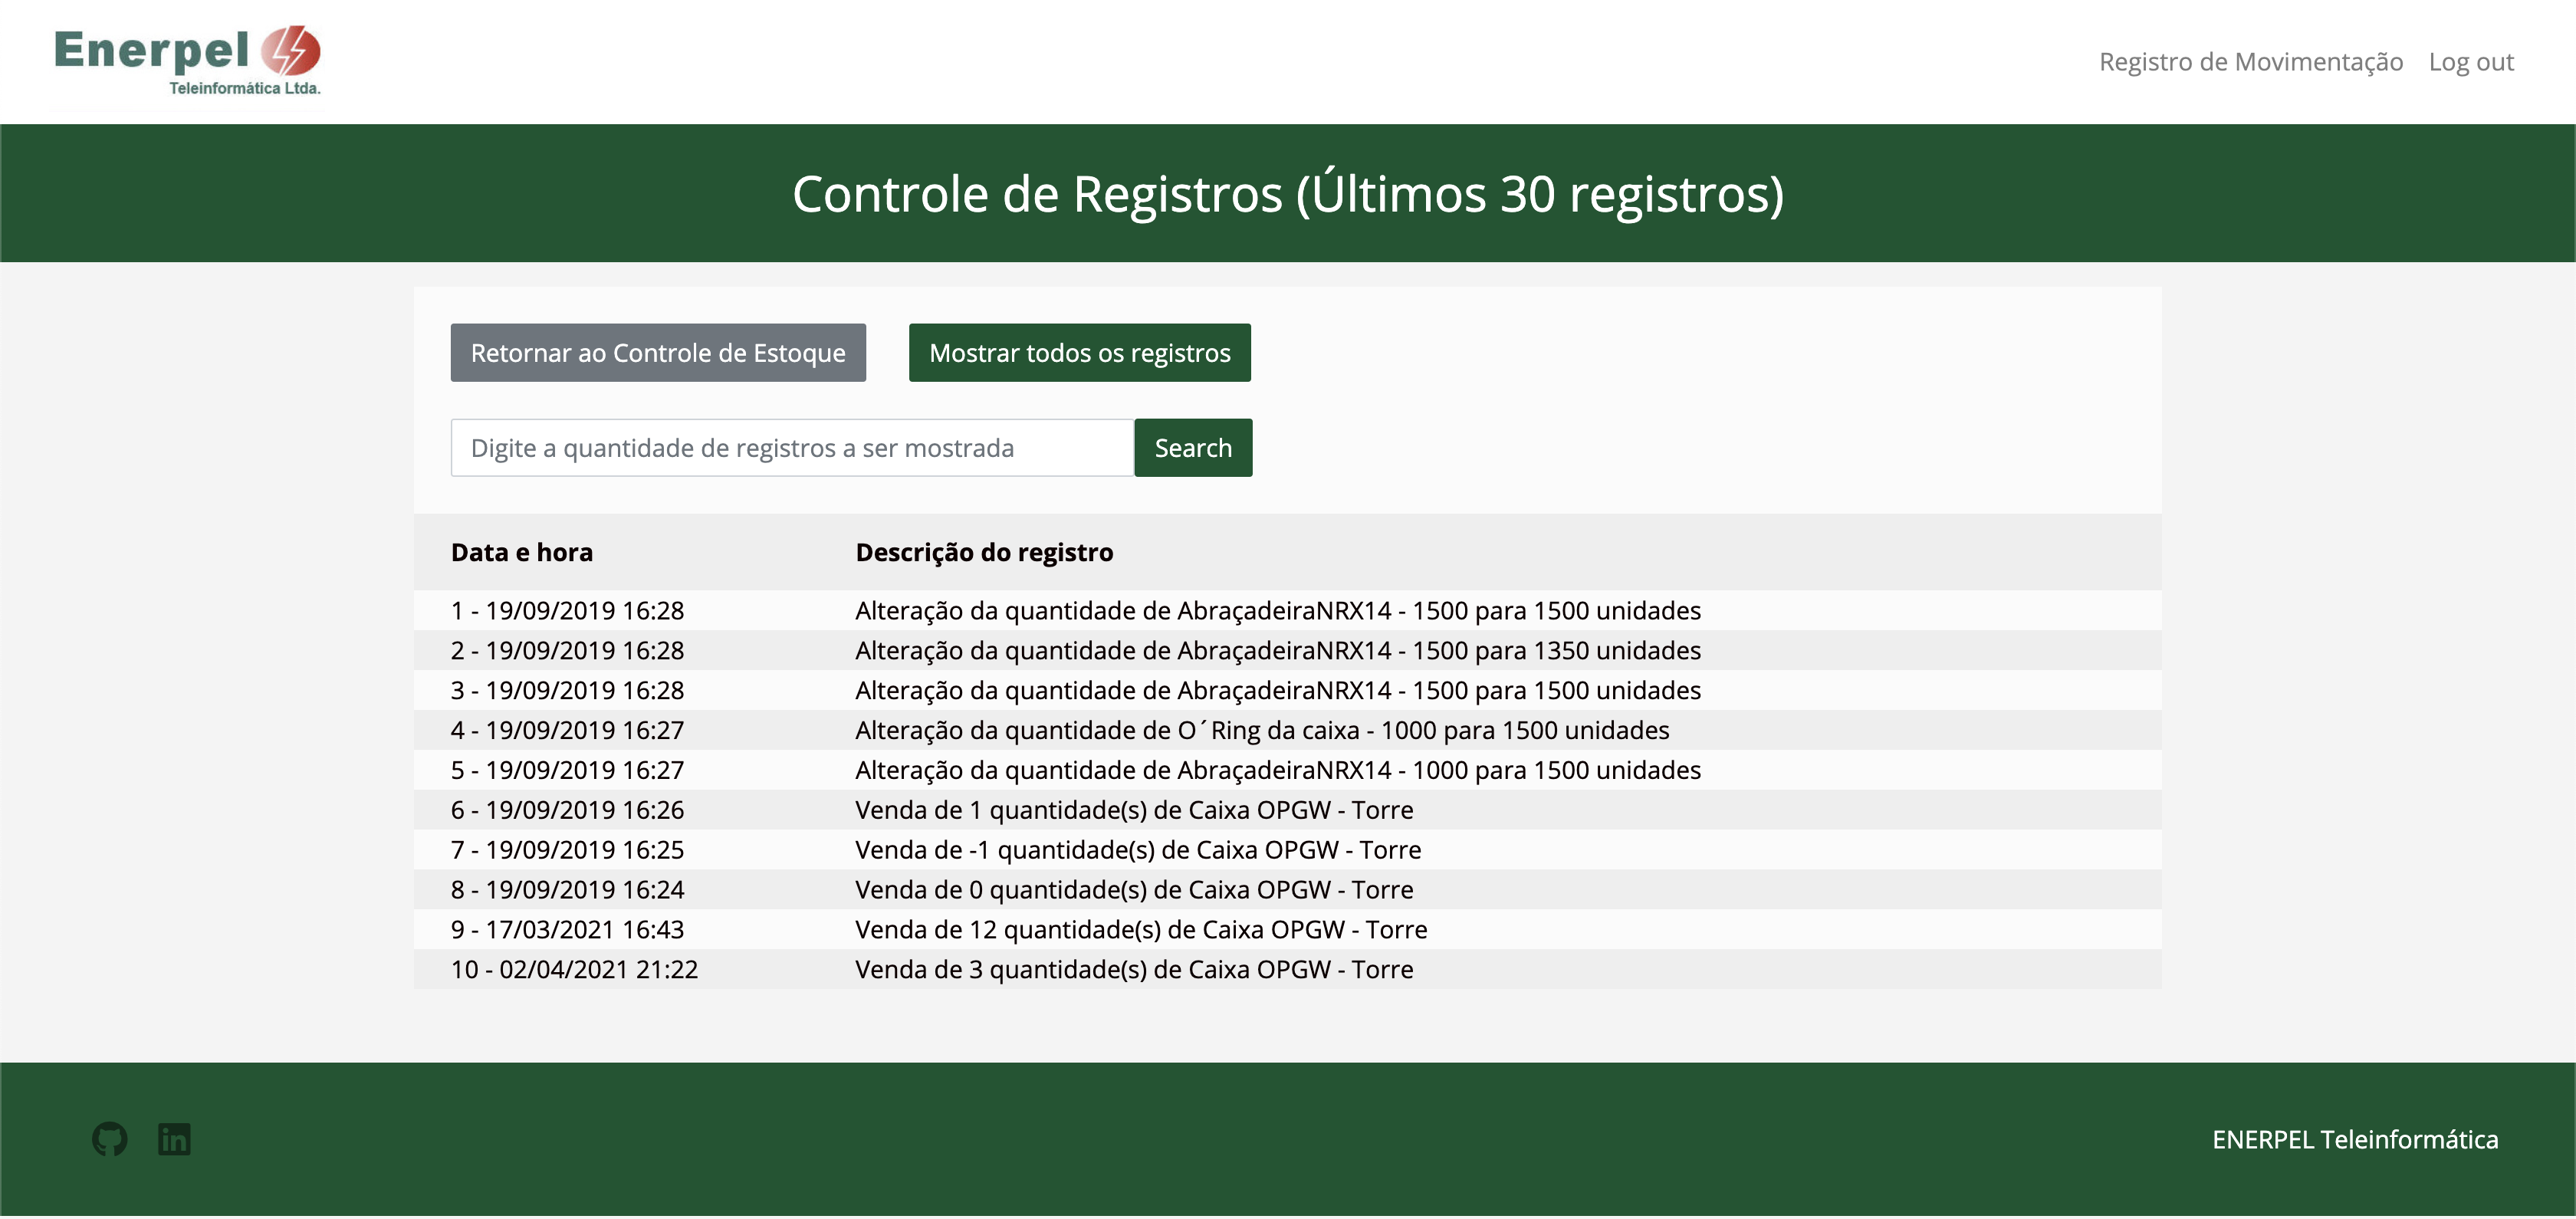 Enerpel
Teleinformática Ltda.
Registro de Movimentação Log out
Controle de Registros (Últimos 30 registros)
Retornar ao Controle de Estoque Mostrar todos os registros
Digite a quantidade de registros a ser mostrada Search
Data e hora Descrição do registro
1 - 19/09/2019 16:28 Alteração da quantidade de AbraçadeiraNRX14 - 1500 para 1500 unidades
2 - 19/09/2019 16:28 Alteração da quantidade de AbraçadeiraNRX14 - 1500 para 1350 unidades
3 - 19/09/2019 16:28 Alteração da quantidade de AbraçadeiraNRX14 - 1500 para 1500 unidades
4 - 19/09/2019 16:27 Alteração da quantidade de O´Ring da caixa - 1000 para 1500 unidades
5 - 19/09/2019 16:27 Alteração da quantidade de AbraçadeiraNRX14 - 1000 para 1500 unidades
6 - 19/09/2019 16:26 Venda de 1 quantidade(s) de Caixa OPGW - Torre
7 - 19/09/2019 16:25 Venda de -1 quantidade(s) de Caixa OPGW - Torre
8 - 19/09/2019 16:24 Venda de 0 quantidade(s) de Caixa OPGW - Torre
9 - 17/03/2021 16:43 Venda de 12 quantidade(s) de Caixa OPGW - Torre
10 - 02/04/2021 21:22 Venda de 3 quantidade(s) de Caixa OPGW - Torre
in ENERPEL Teleinformática